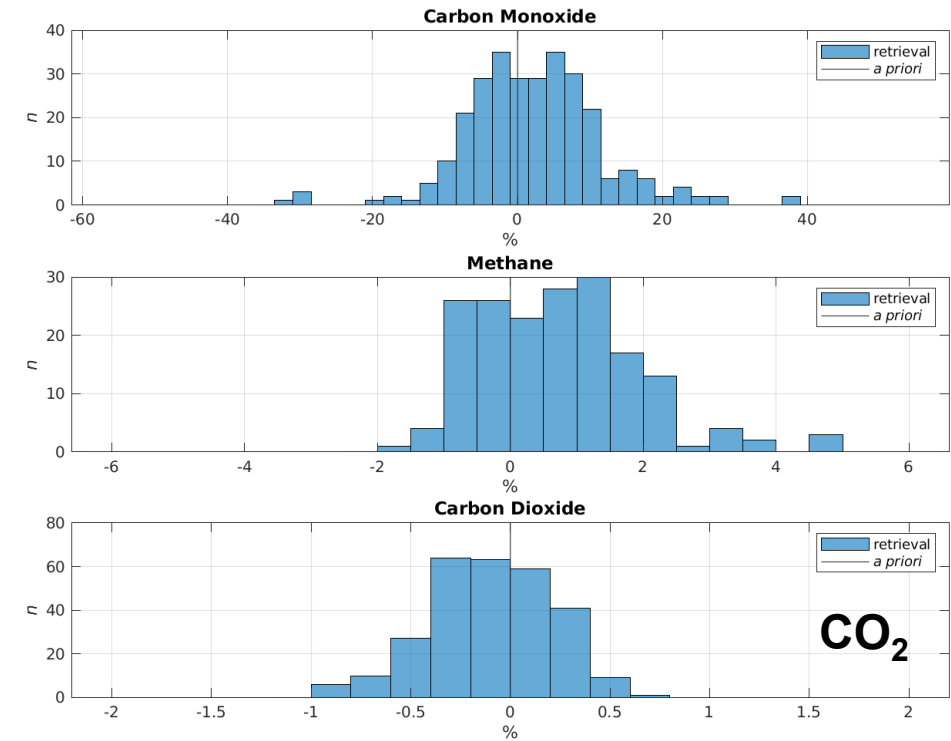 Carbon Monoxide
40
30
20
10
0
n
-60 -40 -20 0 20 40
%
retrieval
a priori
Methane
30
20
10
0
n
-6 -4 -2 0 2 4 6
%
retrieval
a priori
Carbon Dioxide
80
60
40
20
0
n
-2 -1.5 -1 -0.5 0 0.5 1 1.5 2
%
retrieval
a priori
CO₂